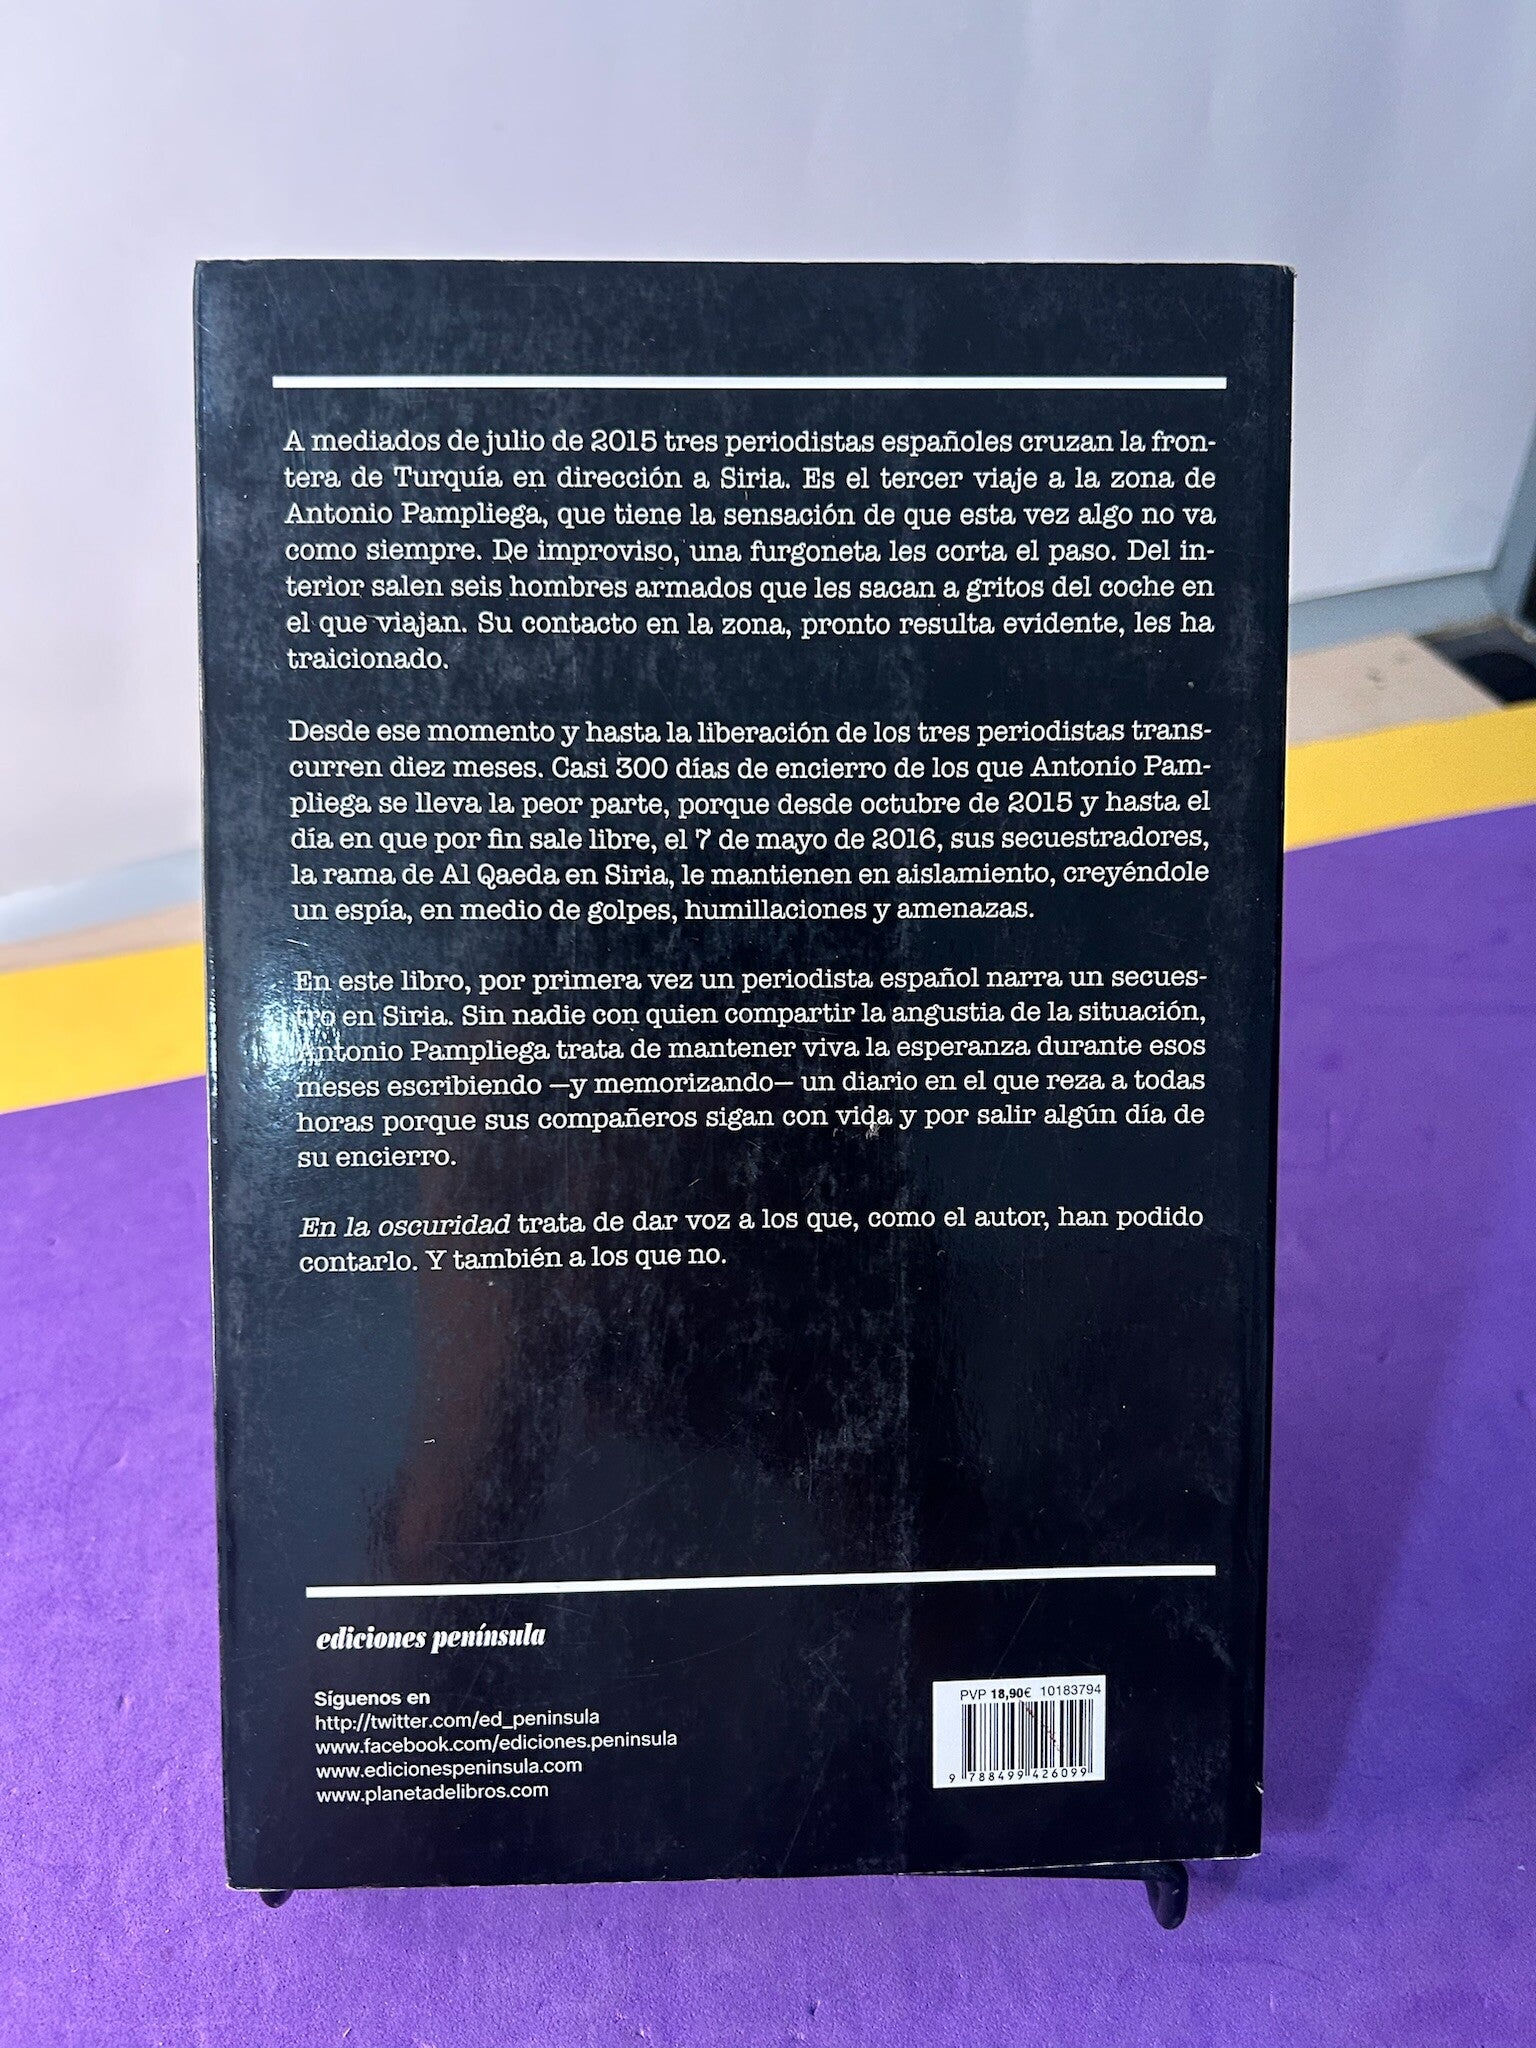 A mediados de julio de 2015 tres periodistas españoles cruzan la fron-
tera de Turquía en dirección a Siria. Es el tercer viaje a la zona de
Antonio Pampliega, que tiene la sensación de que esta vez algo no va
como siempre. De improviso, una furgoneta les corta el paso. Del in-
terior salen seis hombres armados que les sacan a gritos del coche en
el que viajan. Su contacto en la zona, pronto resulta evidente, les ha
traicionado.
Desde ese momento y hasta la liberación de los tres periodistas trans-
curren diez meses. Casi 300 días de encierro de los que Antonio Pam-
pliega se lleva la peor parte, porque desde octubre de 2015 y hasta el
día en que por fin sale libre, el 7 de mayo de 2016, sus secuestradores,
la rama de Al Qaeda en Siria, le mantienen en aislamiento, creyéndole
un espía, en medio de golpes, humillaciones y amenazas.
En este libro, por primera vez un periodista español narra un secues-
tro en Siria. Sin nadie con quien compartir la angustia de la situación,
Antonio Pampliega trata de mantener viva la esperanza durante esos
meses escribiendo —y memorizando— un diario en el que reza a todas
horas porque sus compañeros sigan con vida y por salir algún día de
su encierro.
En la oscuridad trata de dar voz a los que, como el autor, han podido
contarlo. Y también a los que no.
ediciones península
Síguenos en
http://twitter.com/ed_peninsula
www.facebook.com/ediciones.peninsula
www.edicionespeninsula.com
www.planetadelibros.com
PVP 18,90€ 10183794
9 788499 426099